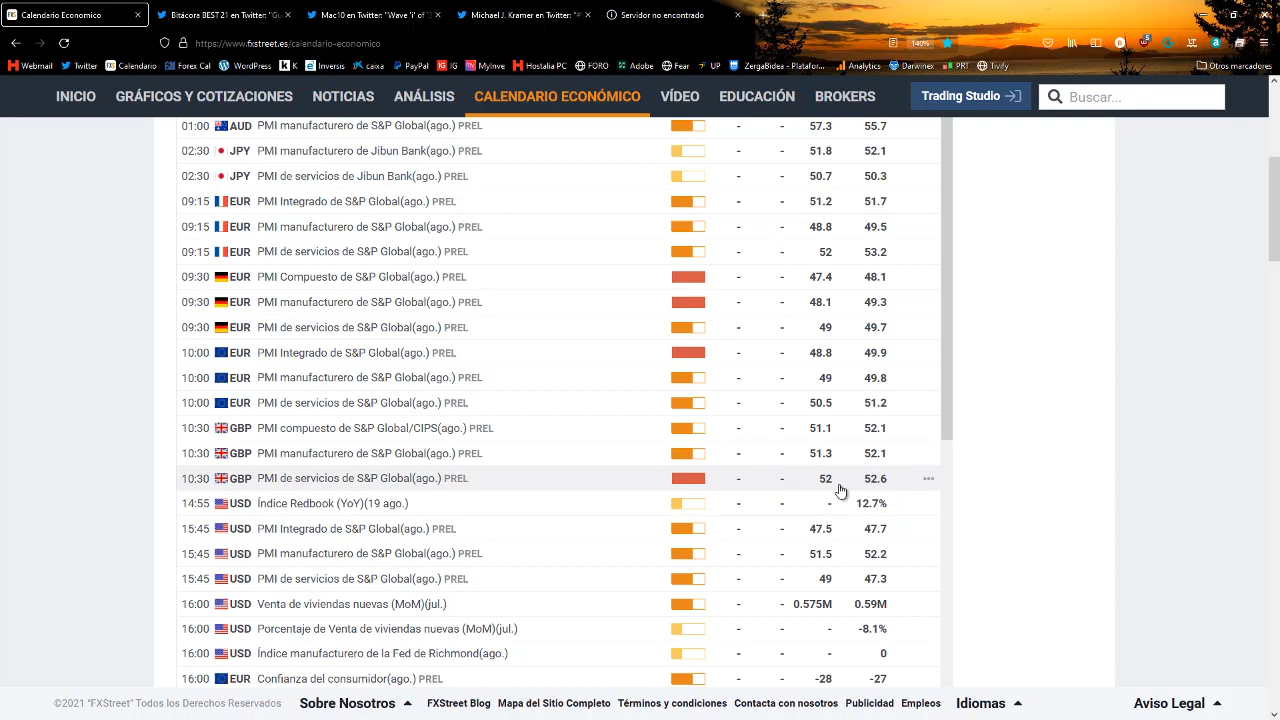 Calendario Economico
Bitácora BEST 21 en Twitter: "Gu
Mac10 en Twitter: "Wave 'i' of '3
Michael J. Kramer en Twitter: "#
Servidor no encontrado
https://www.fxstreet.es/calendario-economico
140%
Webmail Twitter Calendario Forex Cal WordPress K Inversis caixa PayPal IG MyInve Hostalia PC FORO Adobe Fear UP ZergaBidea - Platafor... Analytics Darwinex PRT Tivify Otros marcadores
INICIO GRÁFICOS Y COTIZACIONES NOTICIAS ANÁLISIS CALENDARIO ECONÓMICO VÍDEO EDUCACIÓN BROKERS Trading Studio Buscar...
01:00 AUD PMI manufacturero de S&P Global(ago.) PREL - - 57.3 55.7
02:30 JPY PMI manufacturero de Jibun Bank(ago.) PREL - - 51.8 52.1
02:30 JPY PMI de servicios de Jibun Bank(ago.) PREL - - 50.7 50.3
09:15 EUR PMI Integrado de S&P Global(ago.) PREL - - 51.2 51.7
09:15 EUR PMI manufacturero de S&P Global(ago.) PREL - - 48.8 49.5
09:15 EUR PMI de servicios de S&P Global(ago.) PREL - - 52 53.2
09:30 EUR PMI Compuesto de S&P Global(ago.) PREL - - 47.4 48.1
09:30 EUR PMI manufacturero de S&P Global(ago.) PREL - - 48.1 49.3
09:30 EUR PMI de servicios de S&P Global(ago.) PREL - - 49 49.7
10:00 EUR PMI Integrado de S&P Global(ago.) PREL - - 48.8 49.9
10:00 EUR PMI manufacturero de S&P Global(ago.) PREL - - 49 49.8
10:00 EUR PMI de servicios de S&P Global(ago.) PREL - - 50.5 51.2
10:30 GBP PMI compuesto de S&P Global/CIPS(ago.) PREL - - 51.1 52.1
10:30 GBP PMI manufacturero de S&P Global(ago.) PREL - - 51.3 52.1
10:30 GBP PMI de servicios de S&P Global(ago.) PREL - - 52 52.6
14:55 USD Índice Redbook (YoY)(19 ago.) - - - 12.7%
15:45 USD PMI Integrado de S&P Global(ago.) PREL - - 47.5 47.7
15:45 USD PMI manufacturero de S&P Global(ago.) PREL - - 51.5 52.2
15:45 USD PMI de servicios de S&P Global(ago.) PREL - - 49 47.3
16:00 USD Venta de viviendas nuevas (MoM)(jul.) - - 0.575M 0.59M
16:00 USD Porcentaje de Venta de viviendas nuevas (MoM)(jul.) - - - -8.1%
16:00 USD Índice manufacturero de la Fed de Richmond(ago.) - - - 0
16:00 EUR Confianza del consumidor(ago.) PREL - - -28 -27
©2021 "FXStreet" Todos los Derechos Reservados Sobre Nosotros FXStreet Blog Mapa del Sitio Completo Términos y condiciones Contacta con nosotros Publicidad Empleos Idiomas Aviso Legal